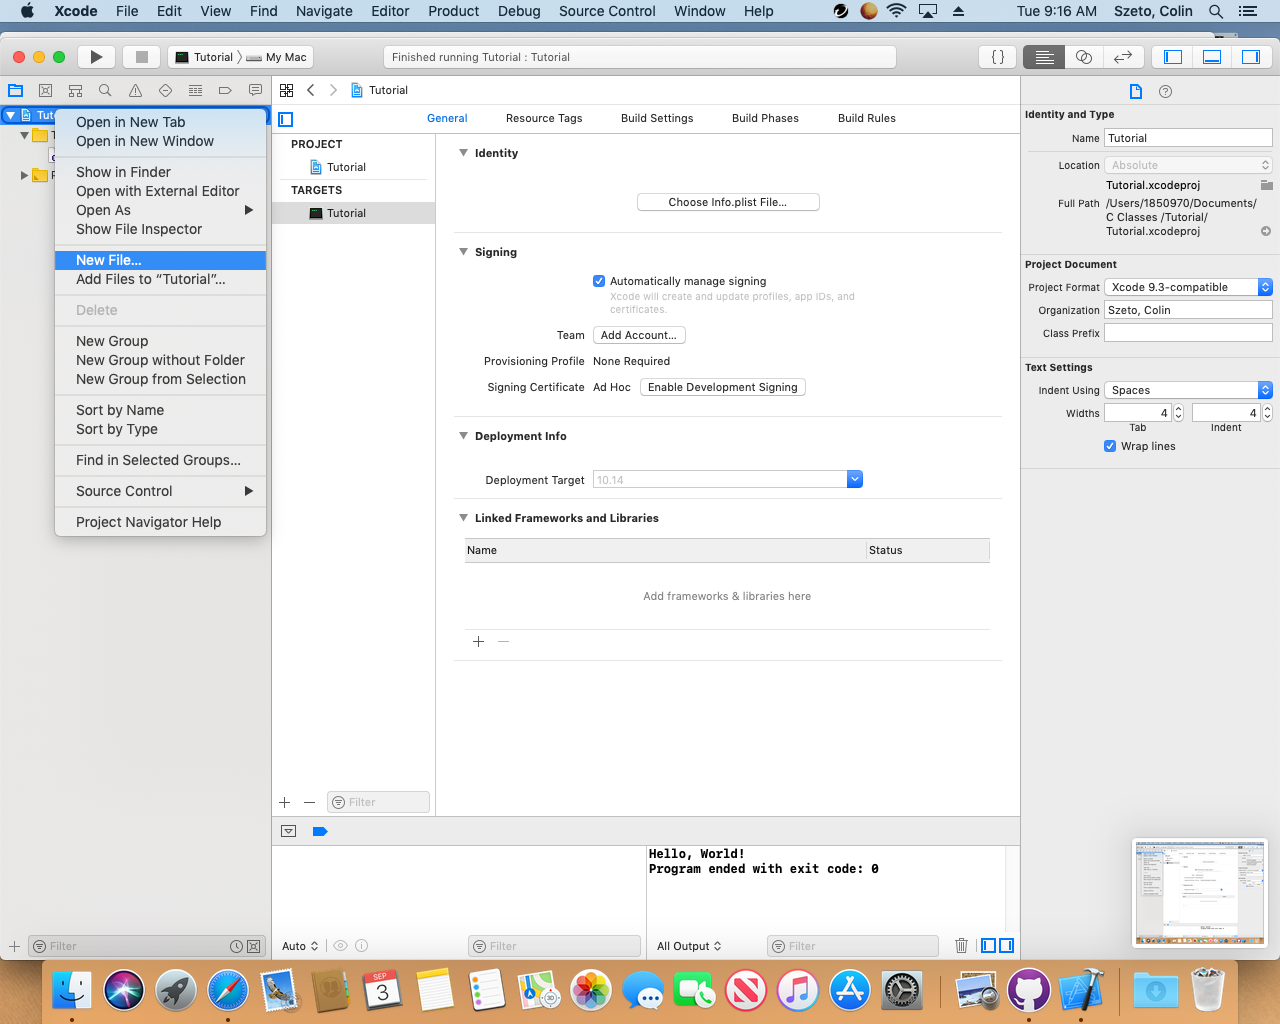 Xcode File Edit View Find Navigate Editor Product Debug Source Control Window Help Tue 9:16 AM Szeto, Colin
Tutorial My Mac Finished running Tutorial : Tutorial { }
Tutorial
General Resource Tags Build Settings Build Phases Build Rules
Open in New Tab
Open in New Window
Show in Finder
Open with External Editor
Open As
Show File Inspector
New File...
Add Files to “Tutorial”...
Delete
New Group
New Group without Folder
New Group from Selection
Sort by Name
Sort by Type
Find in Selected Groups...
Source Control
Project Navigator Help
Filter
PROJECT
Tutorial
TARGETS
Tutorial
Filter
Identity
Choose Info.plist File...
Signing
Automatically manage signing
Xcode will create and update profiles, app IDs, and
certificates.
Team Add Account...
Provisioning Profile None Required
Signing Certificate Ad Hoc Enable Development Signing
Deployment Info
Deployment Target 10.14
Linked Frameworks and Libraries
Name Status
Add frameworks & libraries here
Hello, World!
Program ended with exit code: 0
Auto Filter All Output Filter
Identity and Type
Name Tutorial
Location Absolute
Tutorial.xcodeproj
Full Path /Users/1850970/Documents/
C Classes /Tutorial/
Tutorial.xcodeproj
Project Document
Project Format Xcode 9.3-compatible
Organization Szeto, Colin
Class Prefix
Text Settings
Indent Using Spaces
Widths 4 4
Tab Indent
Wrap lines
SEP
3